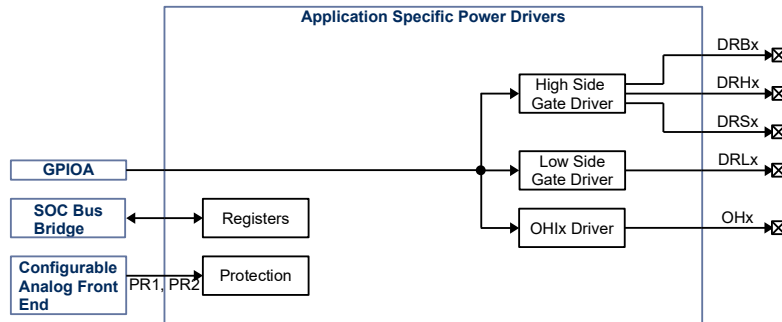 Application Specific Power Drivers
DRBx
High Side
Gate Driver
DRHx
DRSx
GPIOA
Low Side
Gate Driver
DRLx
SOC Bus
Bridge
Registers
OHIx Driver
OHx
Configurable
Analog Front
End
PR1, PR2
Protection